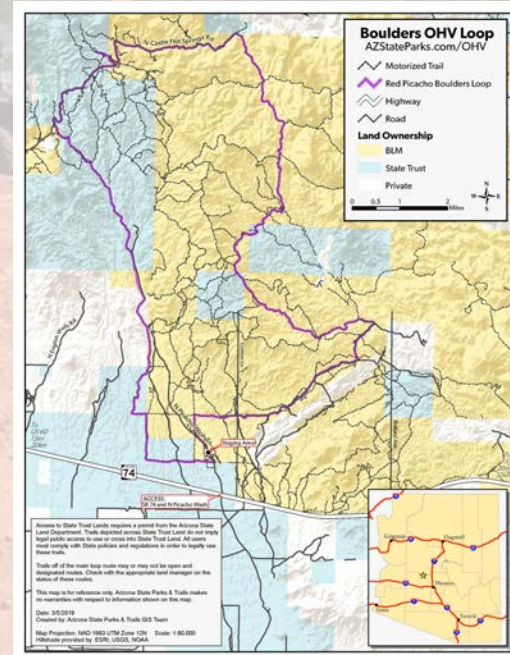 Boulders OHV Loop
AZStateParks.com/OHV
Motorized Trail
Red Picacho Boulders Loop
Highway
Road
Land Ownership
BLM
State Trust
Private
N
W
E
S
0 0.5 1 2
Miles
N Castle Hot Springs Rd
To
US 60
Staging Area
74
ACCESS:
SR 74 and N Picacho Wash
Access to State Trust Lands requires a permit from the Arizona State
Land Department. Trails depicted across State Trust Land do not imply
legal public access to use or cross into State Trust Land. All users
must comply with State policies and regulations in order to legally use
these trails.
Trails off of the main loop route may or may not be open and
designated routes. Check with the appropriate land manager on the
status of these routes.
This map is for reference only. Arizona State Parks & Trails makes
no warranties with respect to information shown on this map.
Date: 3/5/2019
Created by: Arizona State Parks & Trails GIS Team
Map Projection: NAD 1983 UTM Zone 12N Scale: 1:80,000
Hillshade provided by: ESRI, USGS, NOAA
Kingman
Flagstaff
Phoenix
Yuma
Tucson